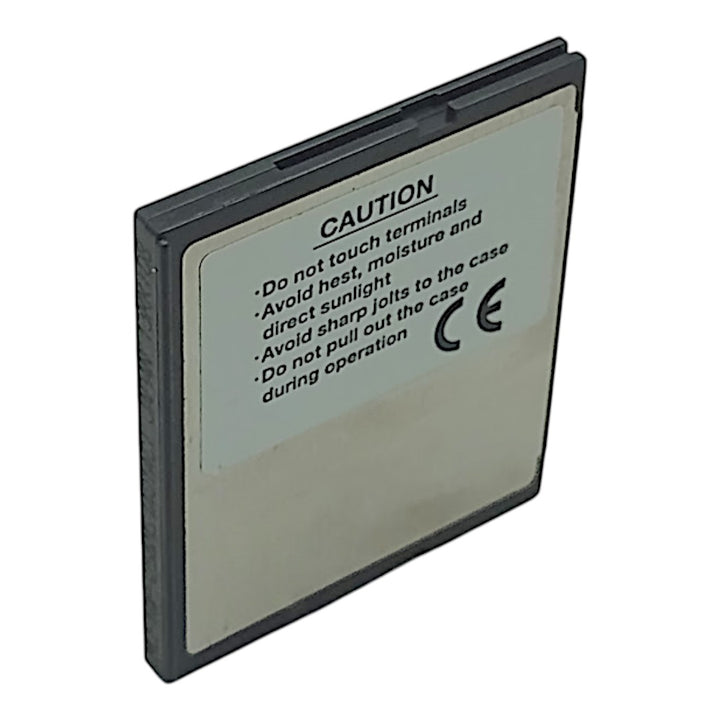 CAUTION
·Do not touch terminals
·Avoid hest, moisture and
direct sunlight
·Avoid sharp jolts to the case
·Do not pull out the case
during operation
CE